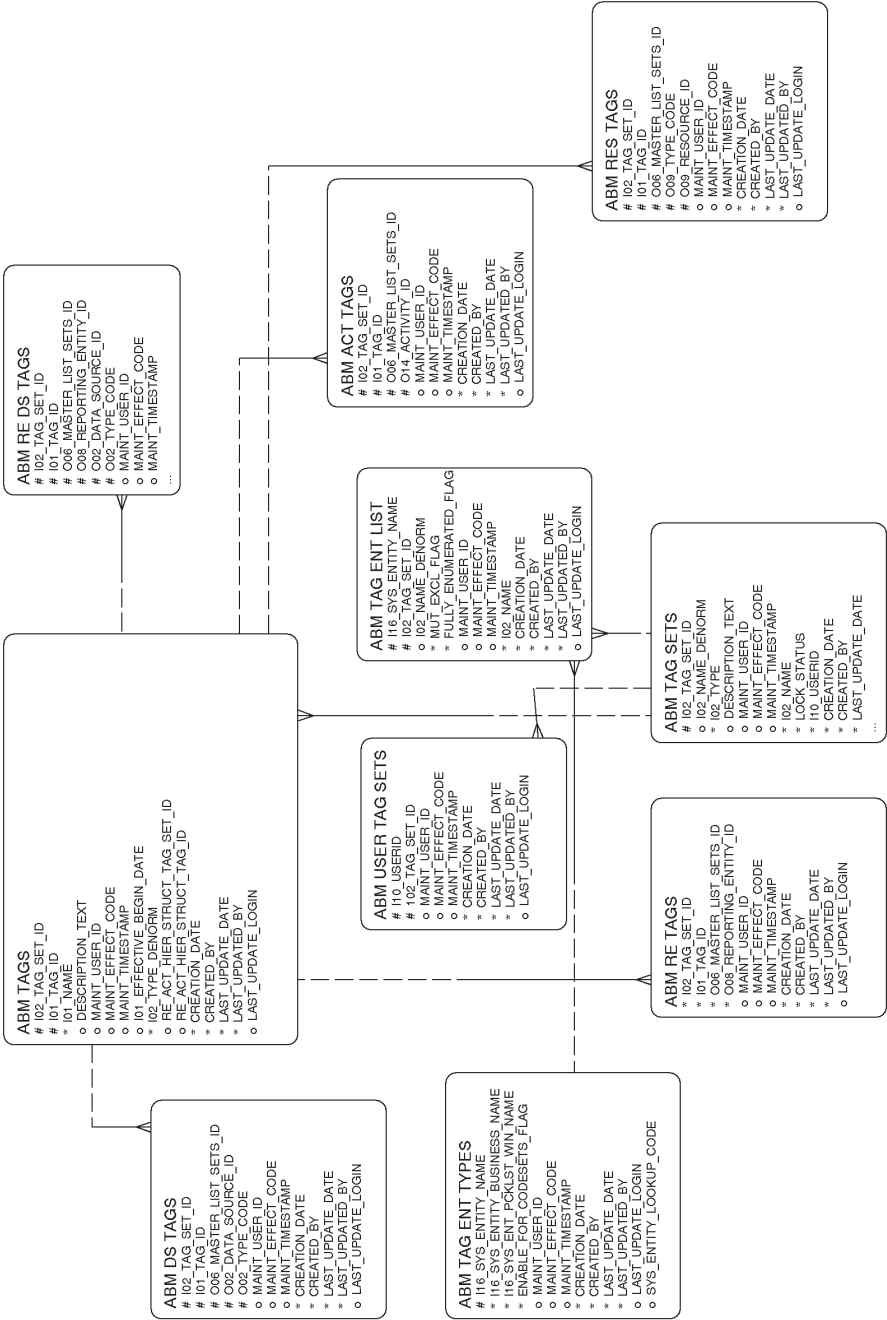 ABM RE DS TAGS
# I02_TAG_SET_ID
# I01_TAG_ID
# O06_MASTER_LIST_SETS_ID
# O08_REPORTING_ENTITY_ID
# O02_DATA_SOURCE_ID
# O02_TYPE_CODE
o MAINT_USER_ID
o MAINT_EFFECT_CODE
o MAINT_TIMESTAMP
...
ABM RES TAGS
# I02_TAG_SET_ID
# I01_TAG_ID
# O06_MASTER_LIST_SETS_ID
# O09_TYPE_CODE
# O09_RESOURCE_ID
o MAINT_USER_ID
o MAINT_EFFECT_CODE
o MAINT_TIMESTAMP
* CREATION_DATE
* CREATED_BY
* LAST_UPDATE_DATE
* LAST_UPDATED_BY
o LAST_UPDATE_LOGIN
ABM ACT TAGS
# I02_TAG_SET_ID
# I01_TAG_ID
# O06_MASTER_LIST_SETS_ID
# O14_ACTIVITY_ID
o MAINT_USER_ID
o MAINT_EFFECT_CODE
o MAINT_TIMESTAMP
* CREATION_DATE
* CREATED_BY
* LAST_UPDATE_DATE
* LAST_UPDATED_BY
o LAST_UPDATE_LOGIN
ABM TAGS
# I02_TAG_SET_ID
# I01_TAG_ID
* I01_NAME
o DESCRIPTION_TEXT
o MAINT_USER_ID
o MAINT_EFFECT_CODE
o MAINT_TIMESTAMP
o I01_EFFECTIVE_BEGIN_DATE
* I02_TYPE_DENORM
o RE_ACT_HIER_STRUCT_TAG_SET_ID
o RE_ACT_HIER_STRUCT_TAG_ID
* CREATION_DATE
* CREATED_BY
* LAST_UPDATE_DATE
* LAST_UPDATED_BY
o LAST_UPDATE_LOGIN
ABM TAG ENT LIST
# I16_SYS_ENTITY_NAME
# I02_TAG_SET_ID
o I02_NAME_DENORM
* MUT_EXCL_FLAG
* FULLY_ENUMERATED_FLAG
o MAINT_USER_ID
o MAINT_EFFECT_CODE
o MAINT_TIMESTAMP
* I02_NAME
* CREATION_DATE
* CREATED_BY
* LAST_UPDATE_DATE
* LAST_UPDATED_BY
o LAST_UPDATE_LOGIN
ABM USER TAG SETS
# I10_USERID
# I02_TAG_SET_ID
o MAINT_USER_ID
o MAINT_EFFECT_CODE
o MAINT_TIMESTAMP
* CREATION_DATE
* CREATED_BY
* LAST_UPDATE_DATE
* LAST_UPDATED_BY
o LAST_UPDATE_LOGIN
ABM TAG SETS
# I02_TAG_SET_ID
o I02_NAME_DENORM
* I02_TYPE
o DESCRIPTION_TEXT
o MAINT_USER_ID
o MAINT_EFFECT_CODE
o MAINT_TIMESTAMP
* I02_NAME
* LOCK_STATUS
* I10_USERID
* CREATION_DATE
* CREATED_BY
* LAST_UPDATE_DATE
...
ABM DS TAGS
# I02_TAG_SET_ID
# I01_TAG_ID
# O06_MASTER_LIST_SETS_ID
# O02_DATA_SOURCE_ID
# O02_TYPE_CODE
o MAINT_USER_ID
o MAINT_EFFECT_CODE
o MAINT_TIMESTAMP
* CREATION_DATE
* CREATED_BY
* LAST_UPDATE_DATE
* LAST_UPDATED_BY
o LAST_UPDATE_LOGIN
ABM TAG ENT TYPES
# I16_SYS_ENTITY_NAME
* I16_SYS_ENTITY_BUSINESS_NAME
* I16_SYS_ENT_PCKLST_WIN_NAME
* ENABLE_FOR_CODESETS_FLAG
o MAINT_USER_ID
o MAINT_EFFECT_CODE
o MAINT_TIMESTAMP
* CREATION_DATE
* CREATED_BY
* LAST_UPDATE_DATE
* LAST_UPDATED_BY
o LAST_UPDATE_LOGIN
o SYS_ENTITY_LOOKUP_CODE
ABM RE TAGS
* I02_TAG_SET_ID
* I01_TAG_ID
* O06_MASTER_LIST_SETS_ID
* O08_REPORTING_ENTITY_ID
o MAINT_USER_ID
o MAINT_EFFECT_CODE
o MAINT_TIMESTAMP
* CREATION_DATE
* CREATED_BY
* LAST_UPDATE_DATE
* LAST_UPDATED_BY
o LAST_UPDATE_LOGIN